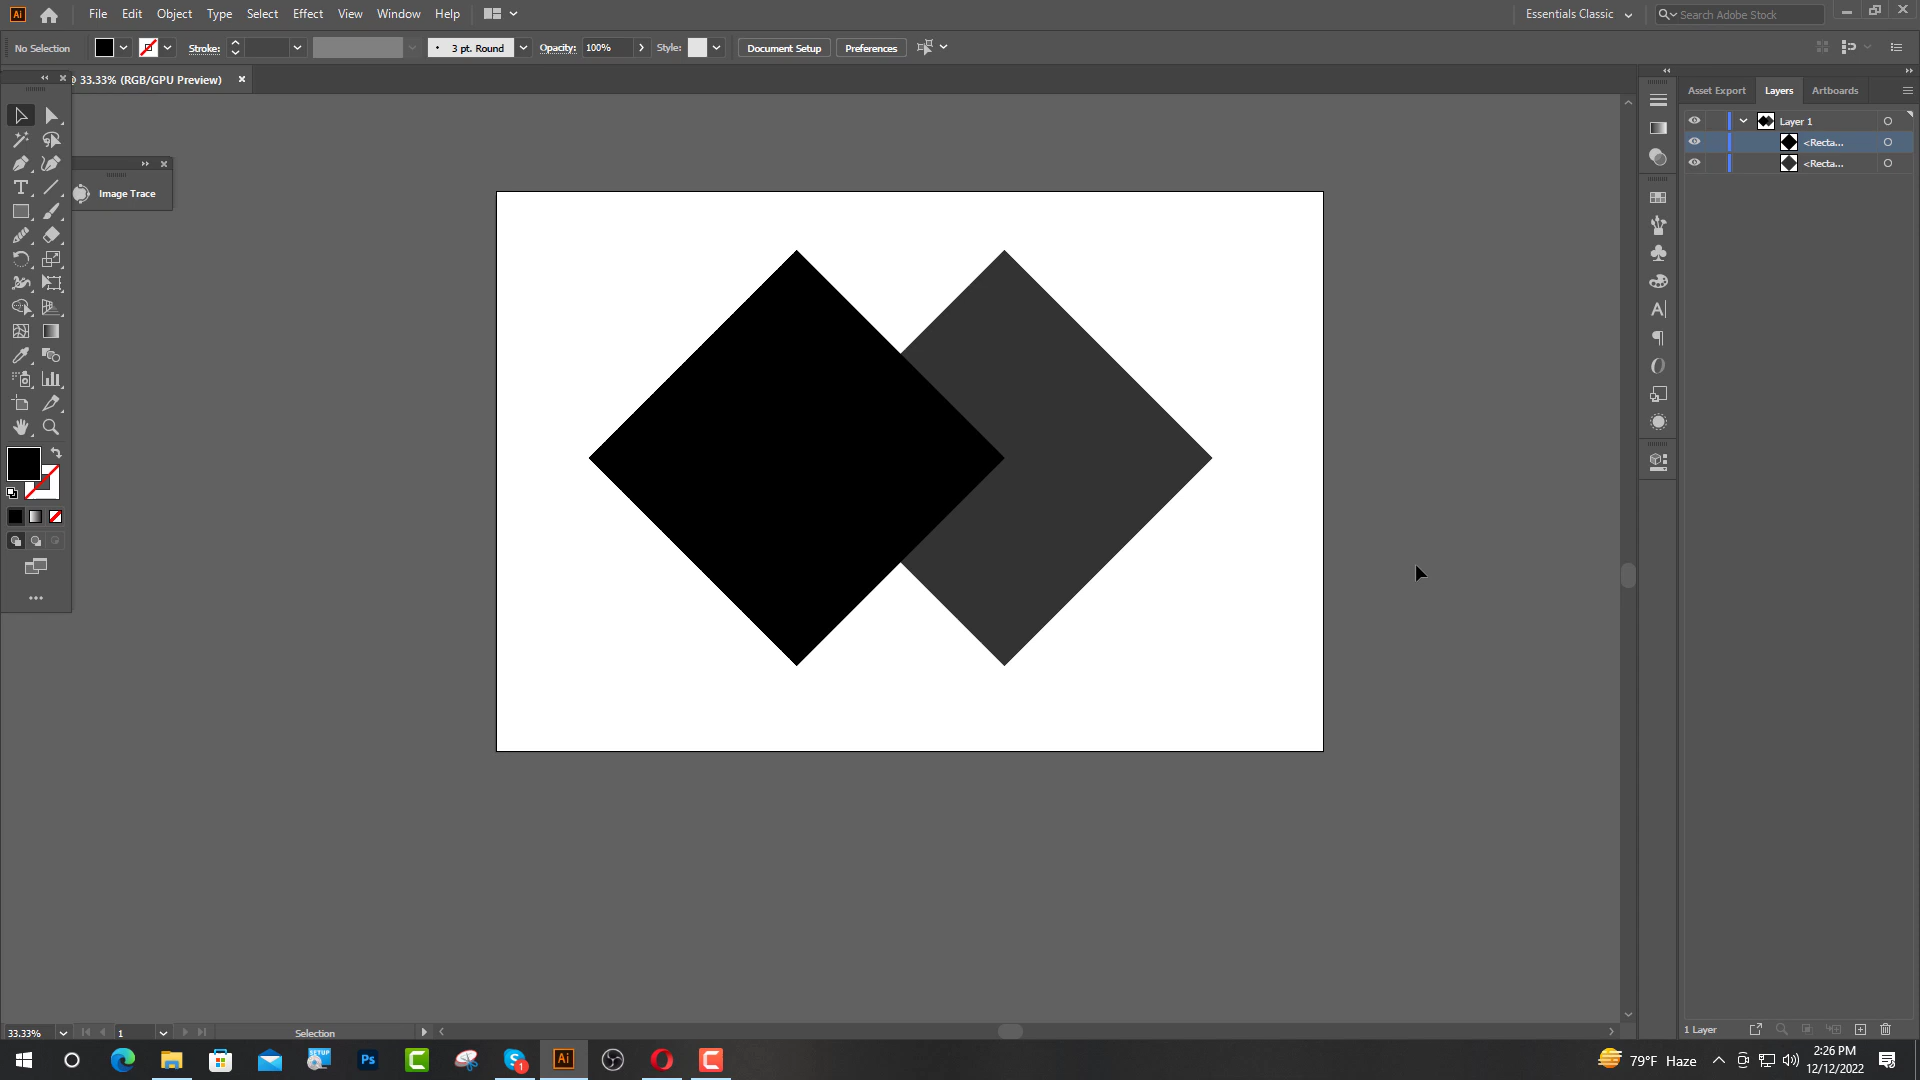 File Edit Object Type Select Effect View Window Help
Essentials Classic
Search Adobe Stock
No Selection
Stroke:
3 pt. Round
Opacity: 100%
Style:
Document Setup
Preferences
33.33% (RGB/GPU Preview)
Image Trace
Asset Export Layers Artboards
Layer 1
<Recta...
<Recta...
1 Layer
33.33%
1
Selection
79°F Haze
2:26 PM
12/12/2022